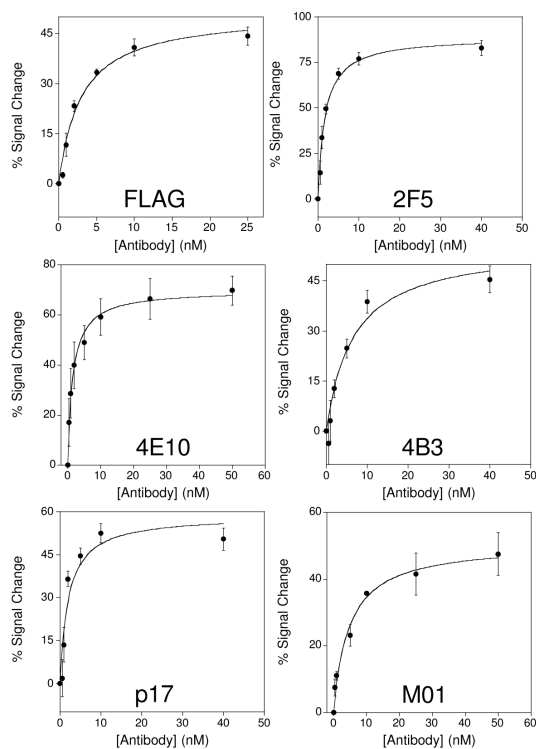 45
30
15
0
% Signal Change
FLAG
0 5 10 15 20 25
[Antibody] (nM)
100
75
50
25
0
% Signal Change
2F5
0 10 20 30 40 50
[Antibody] (nM)
80
60
40
20
0
% Signal Change
4E10
0 10 20 30 40 50 60
[Antibody] (nM)
45
30
15
0
% Signal Change
4B3
0 10 20 30 40 50
[Antibody] (nM)
60
45
30
15
0
% Signal Change
p17
0 10 20 30 40 50
[Antibody] (nM)
60
40
20
0
% Signal Change
M01
0 10 20 30 40 50 60
[Antibody] (nM)